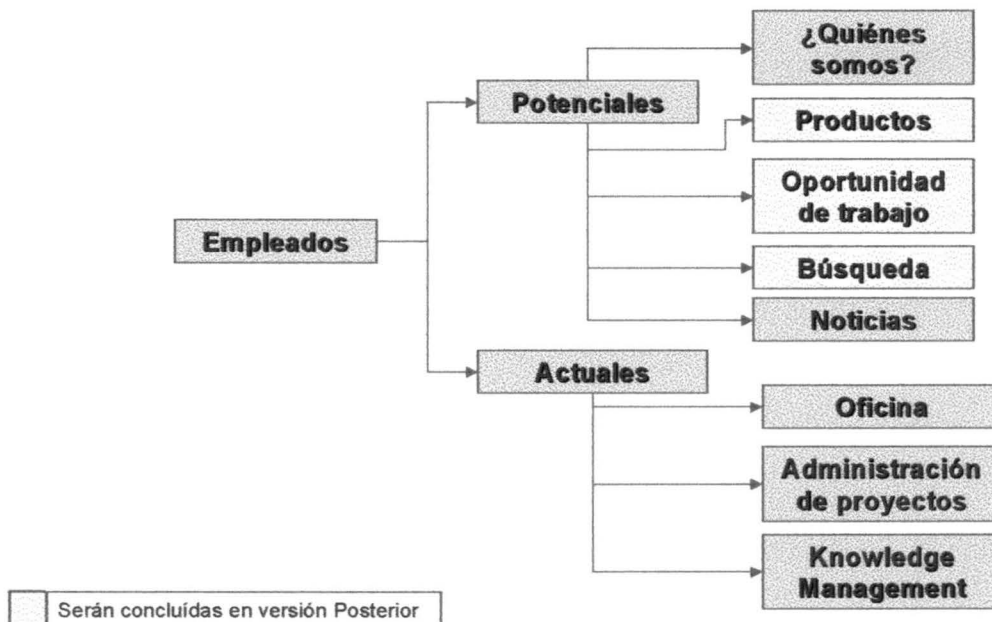 ¿Quiénes
somos?
Potenciales
Productos
Oportunidad
de trabajo
Empleados
Búsqueda
Noticias
Actuales
Oficina
Administración
de proyectos
Knowledge
Management
Serán concluídas en versión Posterior